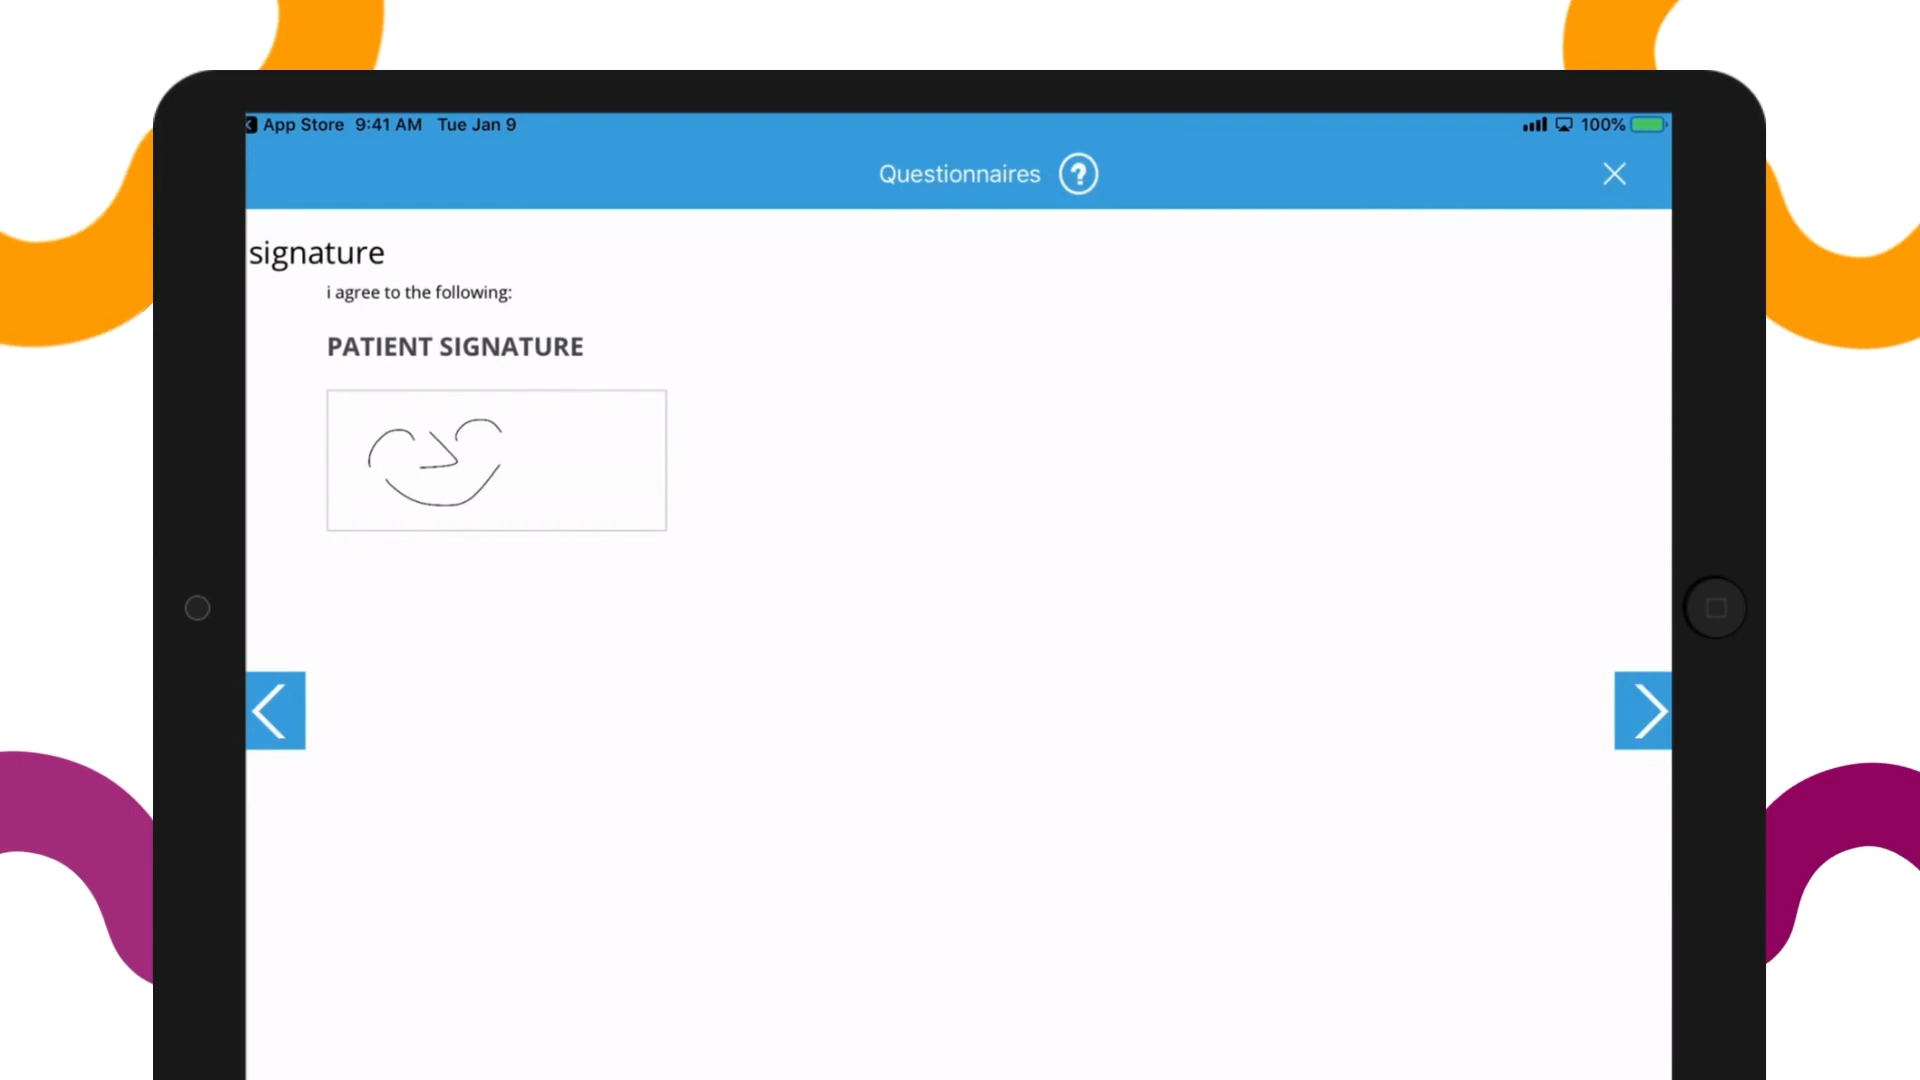 App Store 9:41 AM Tue Jan 9 100%
Questionnaires ?
signature
i agree to the following:
PATIENT SIGNATURE